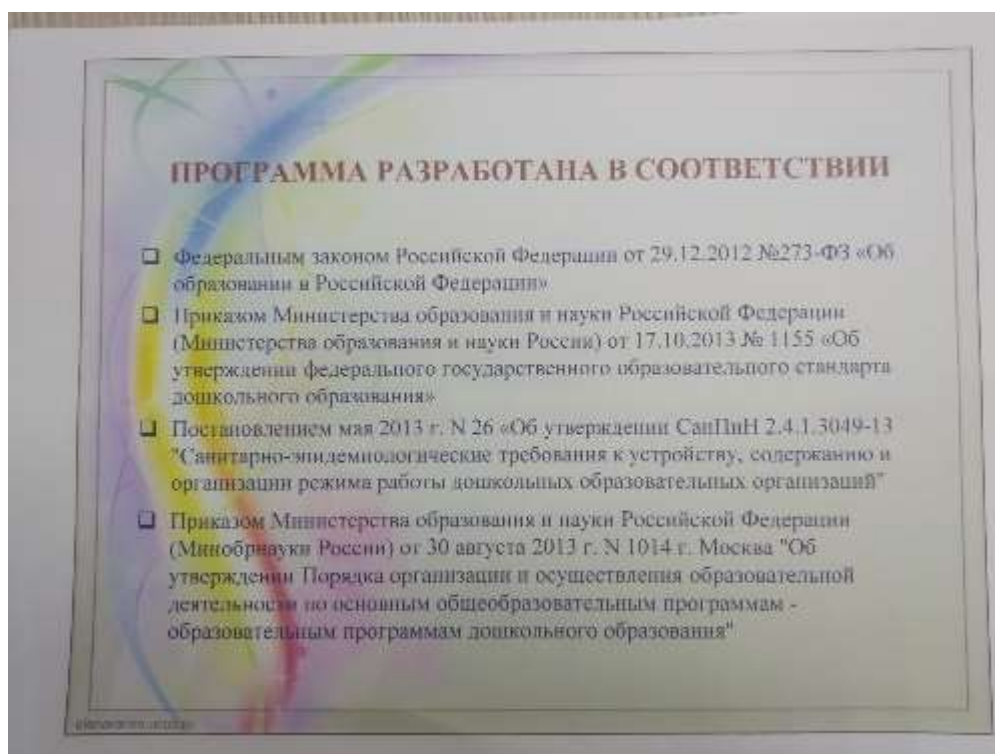 ПРОГРАММА РАЗРАБОТАНА В СООТВЕТСТВИИ
Федеральным законом Российской Федерации от 29.12.2012 №273-ФЗ «Об
образовании в Российской Федерации»
Приказом Министерства образования и науки Российской Федерации
(Министерства образования и науки России) от 17.10.2013 № 1155 «Об
утверждении федерального государственного образовательного стандарта
дошкольного образования»
Постановлением мая 2013 г. N 26 «Об утверждении СанПиН 2.4.1.3049-13
"Санитарно-эпидемиологические требования к устройству, содержанию и
организации режима работы дошкольных образовательных организаций"
Приказом Министерства образования и науки Российской Федерации
(Минобрнауки России) от 30 августа 2013 г. N 1014 г. Москва "Об
утверждении Порядка организации и осуществления образовательной
деятельности по основным общеобразовательным программам -
образовательным программам дошкольного образования"